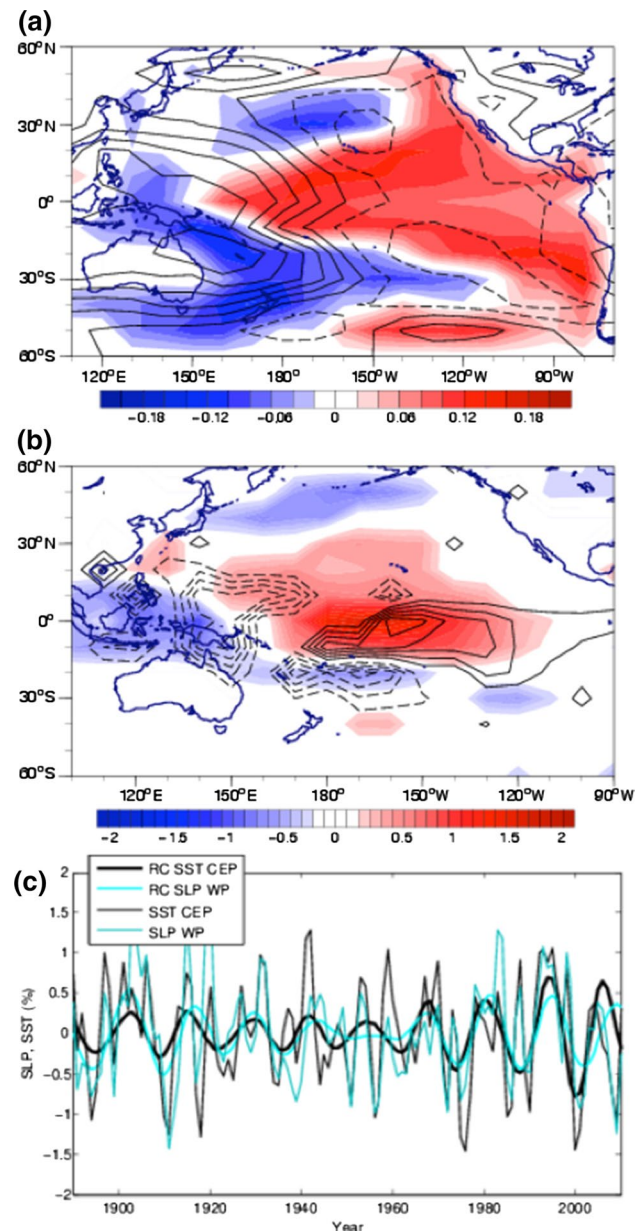 (a)
60°N
30°N
0°
30°S
60°S
120°E 150°E 180° 150°W 120°W 90°W
-0.18 -0.12 -0.06 0 0.06 0.12 0.18
(b)
60°N
30°N
0°
30°S
60°S
120°E 150°E 180° 150°W 120°W 90°W
-2 -1.5 -1 -0.5 0 0.5 1 1.5 2
(c)
2
1.5
1
0.5
0
-0.5
-1
-1.5
-2
SLP, SST (%)
RC SST CEP
RC SLP WP
SST CEP
SLP WP
1900 1920 1940 1960 1980 2000
Year